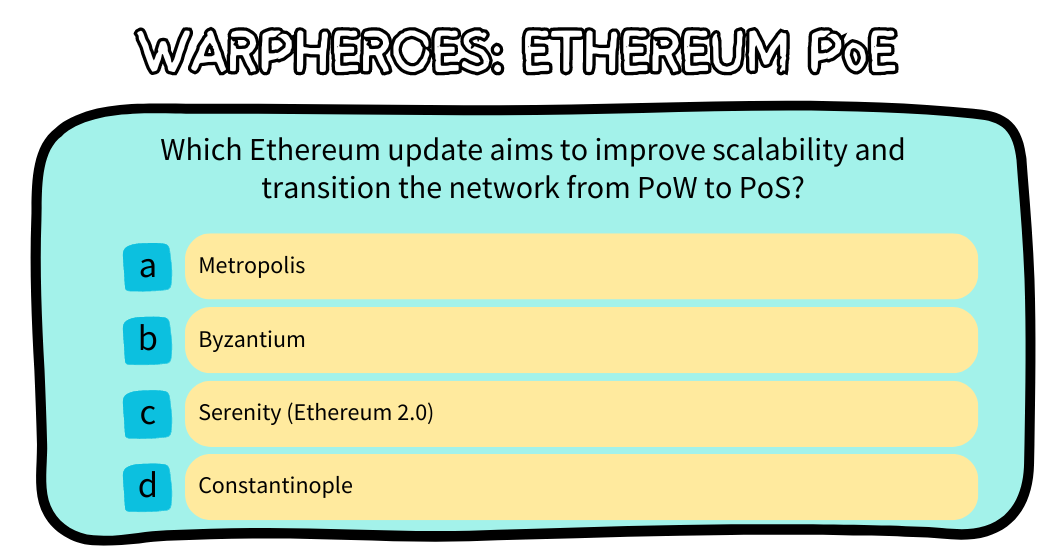 WARPHEROES: ETHEREUM PoE
Which Ethereum update aims to improve scalability and
transition the network from PoW to PoS?
a Metropolis
b Byzantium
c Serenity (Ethereum 2.0)
d Constantinople